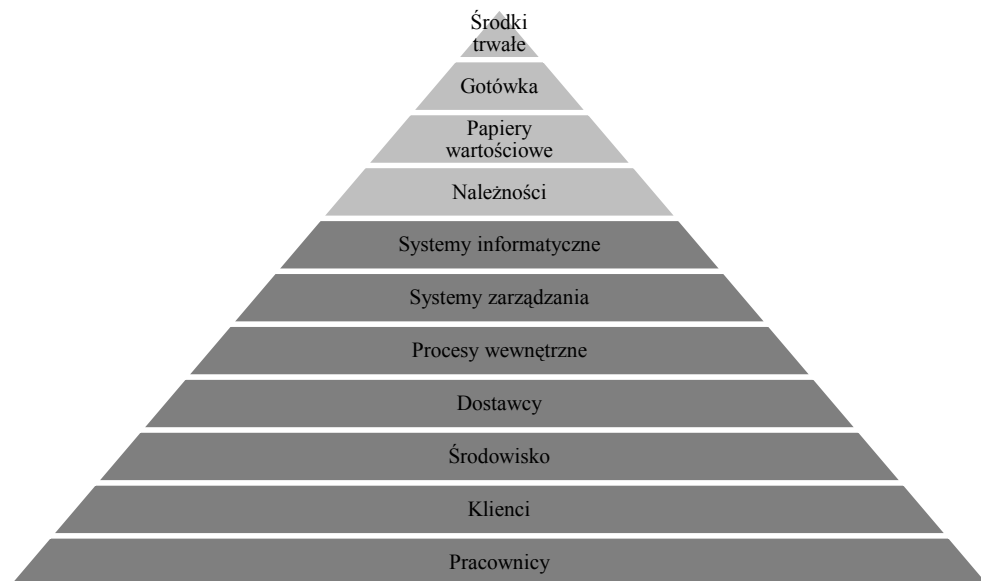 Środki
trwałe
Gotówka
Papiery
wartościowe
Należności
Systemy informatyczne
Systemy zarządzania
Procesy wewnętrzne
Dostawcy
Środowisko
Klienci
Pracownicy